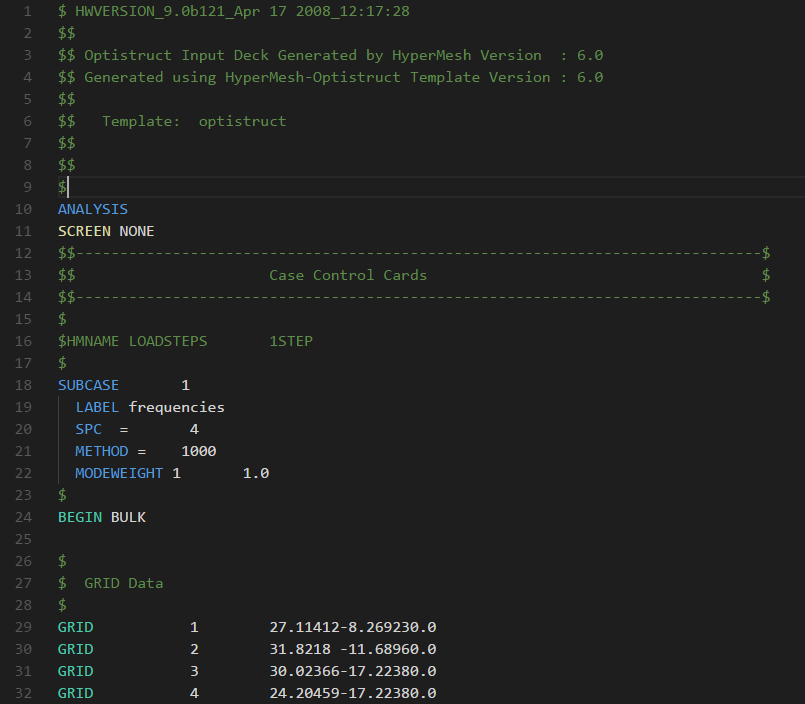 1 $ HWVERSION_9.0b121_Apr 17 2008_12:17:28
2 $$
3 $$ Optistruct Input Deck Generated by HyperMesh Version  : 6.0
4 $$ Generated using HyperMesh-Optistruct Template Version : 6.0
5 $$
6 $$   Template:  optistruct
7 $$
8 $$
9 $
10 ANALYSIS
11 SCREEN NONE
12 $$------------------------------------------------------------------------------$
13 $$                      Case Control Cards                                      $
14 $$------------------------------------------------------------------------------$
15 $
16 $HMNAME LOADSTEPS       1STEP
17 $
18 SUBCASE       1
19   LABEL frequencies
20   SPC  =       4
21   METHOD =    1000
22   MODEWEIGHT 1       1.0
23 $
24 BEGIN BULK
25
26 $
27 $  GRID Data
28 $
29 GRID           1        27.11412-8.269230.0
30 GRID           2        31.8218 -11.68960.0
31 GRID           3        30.02366-17.22380.0
32 GRID           4        24.20459-17.22380.0